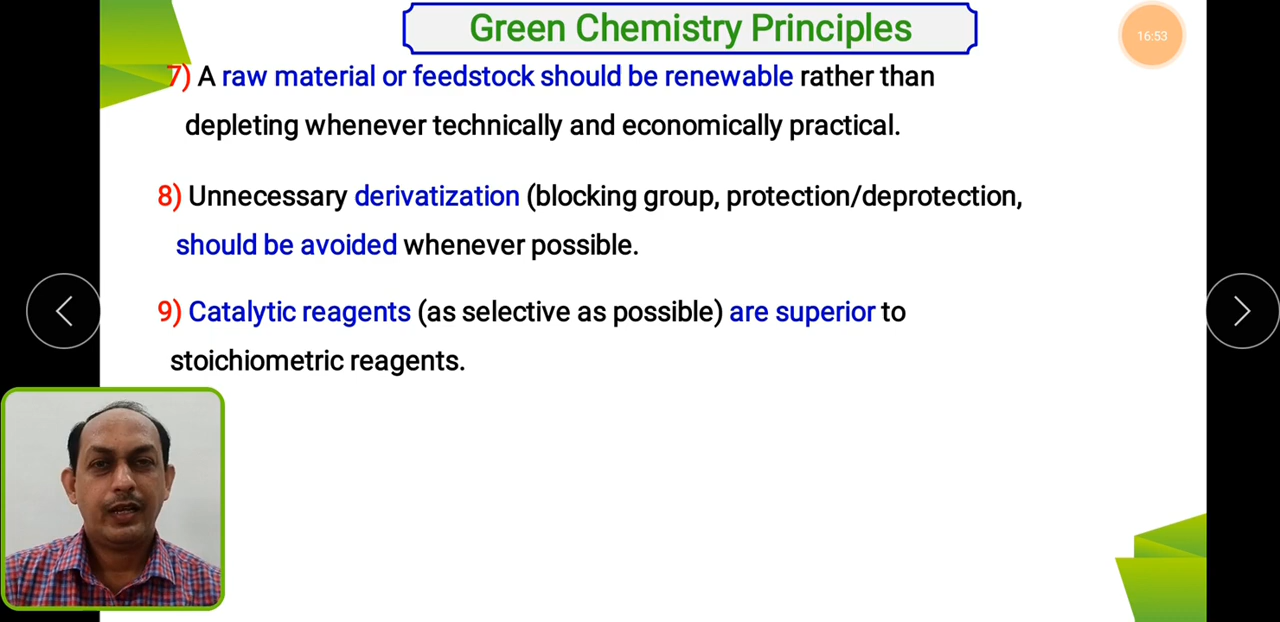 Green Chemistry Principles
16:53
7) A raw material or feedstock should be renewable rather than
depleting whenever technically and economically practical.
8) Unnecessary derivatization (blocking group, protection/deprotection,
should be avoided whenever possible.
9) Catalytic reagents (as selective as possible) are superior to
stoichiometric reagents.